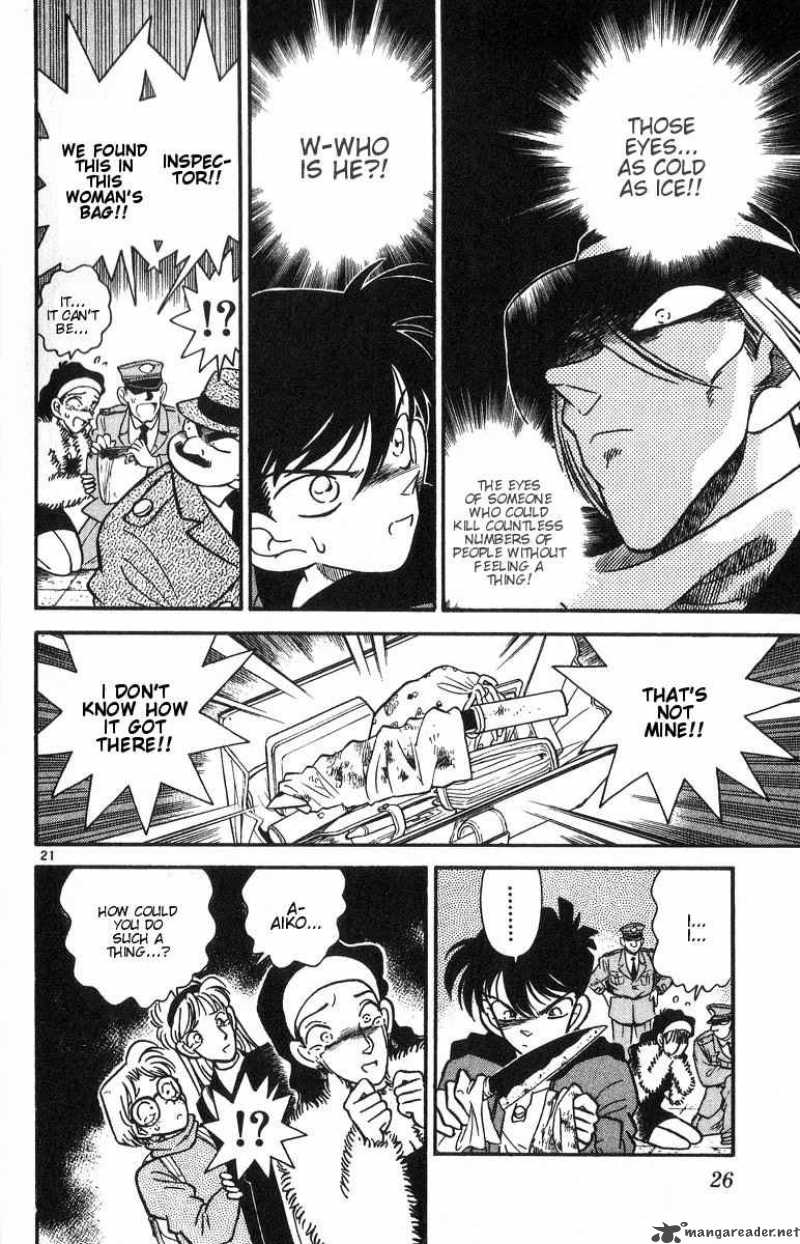 THOSE
EYES...
AS COLD
AS ICE!!
THE EYES
OF SOMEONE
WHO COULD
KILL COUNTLESS
NUMBERS OF
PEOPLE WITHOUT
FEELING A
THING!
W-WHO
IS HE?!
INSPEC-
TOR!!
WE FOUND
THIS IN
THIS
WOMAN'S
BAG!!
!?
IT...
IT CAN'T
BE...
THAT'S
NOT
MINE!!
I DON'T
KNOW HOW
IT GOT
THERE!!
21
I...
I...
........
A-
AIKO...
HOW COULD
YOU DO
SUCH A
THING...?
!?
26
mangareader.net